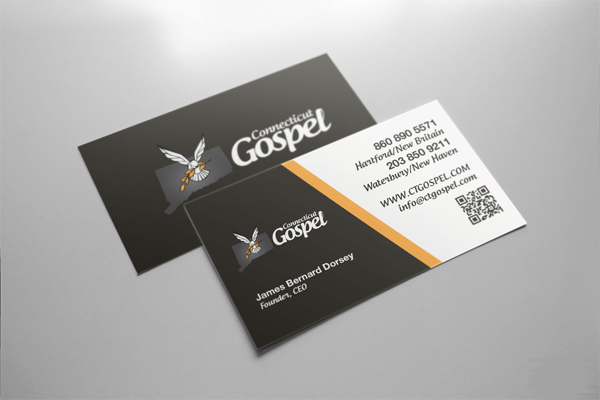 Connecticut
Gospel
860 890 5571
Hartford/New Britain
203 850 9211
Waterbury/New Haven
WWW.CTGOSPEL.COM
info@ctgospel.com
Connecticut
Gospel
James Bernard Dorsey
Founder, CEO